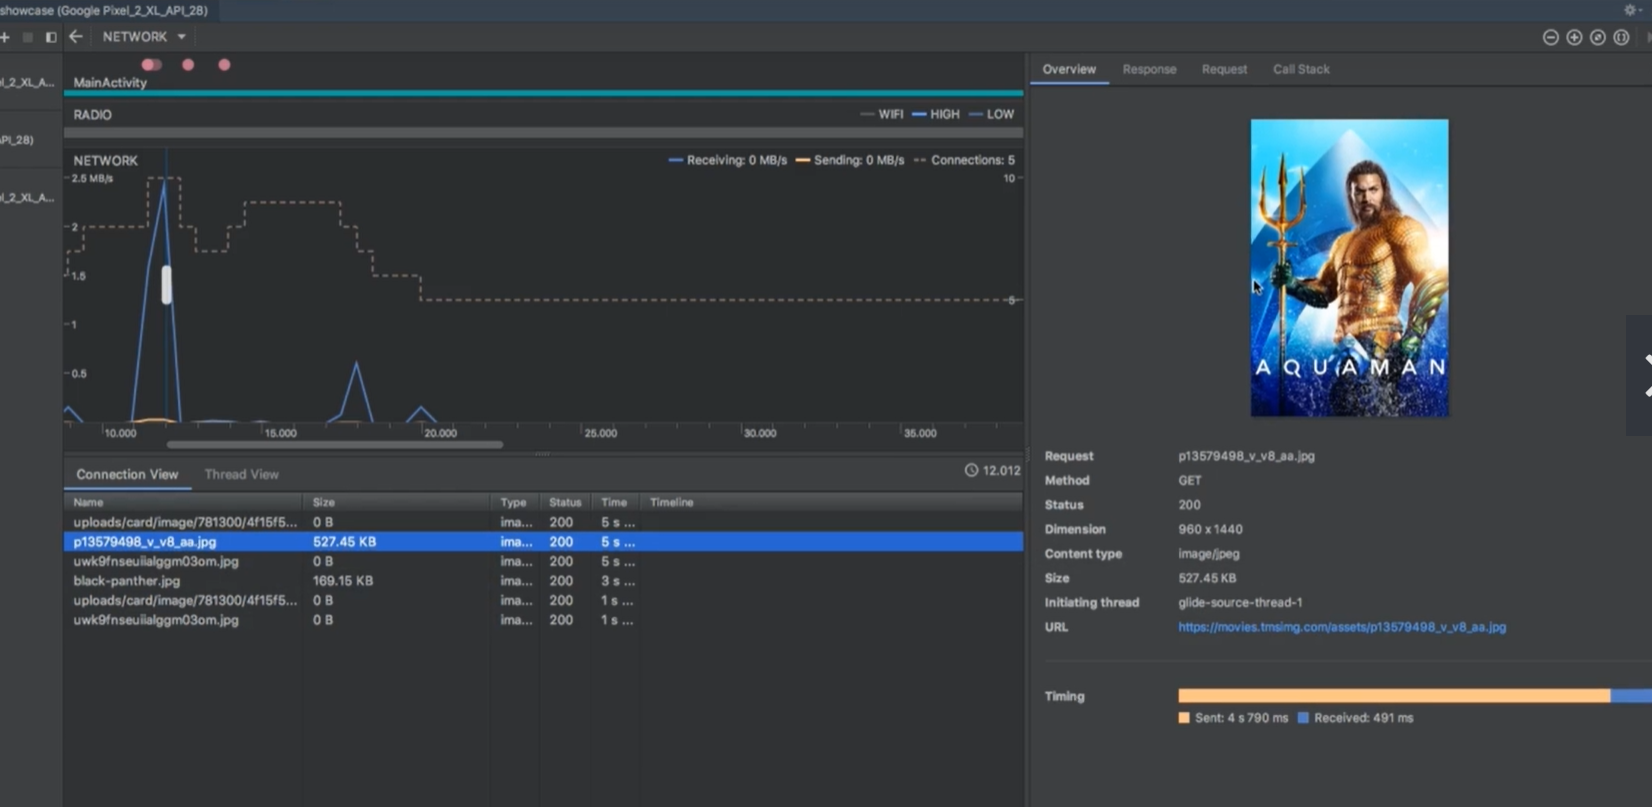 showcase (Google Pixel_2_XL_API_28)
NETWORK
l_2_XL_A...
API_28)
l_2_XL_A...
MainActivity
RADIO
WIFI HIGH LOW
NETWORK
Receiving: 0 MB/s Sending: 0 MB/s Connections: 5
2.5 MB/s
10
2
1.5
5
1
0.5
10.000 15.000 20.000 25.000 30.000 35.000
Connection View Thread View 12.012
Name Size Type Status Time Timeline
uploads/card/image/781300/4f15f5... 0 B ima... 200 5 s ...
p13579498_v_v8_aa.jpg 527.45 KB ima... 200 5 s ...
uwk9fnseuiialggm03om.jpg 0 B ima... 200 5 s ...
black-panther.jpg 169.15 KB ima... 200 3 s ...
uploads/card/image/781300/4f15f5... 0 B ima... 200 1 s ...
uwk9fnseuiialggm03om.jpg 0 B ima... 200 1 s ...
Overview Response Request Call Stack
AQUAMAN
Request p13579498_v_v8_aa.jpg
Method GET
Status 200
Dimension 960 x 1440
Content type image/jpeg
Size 527.45 KB
Initiating thread glide-source-thread-1
URL https://movies.tmsimg.com/assets/p13579498_v_v8_aa.jpg
Timing
Sent: 4 s 790 ms Received: 491 ms